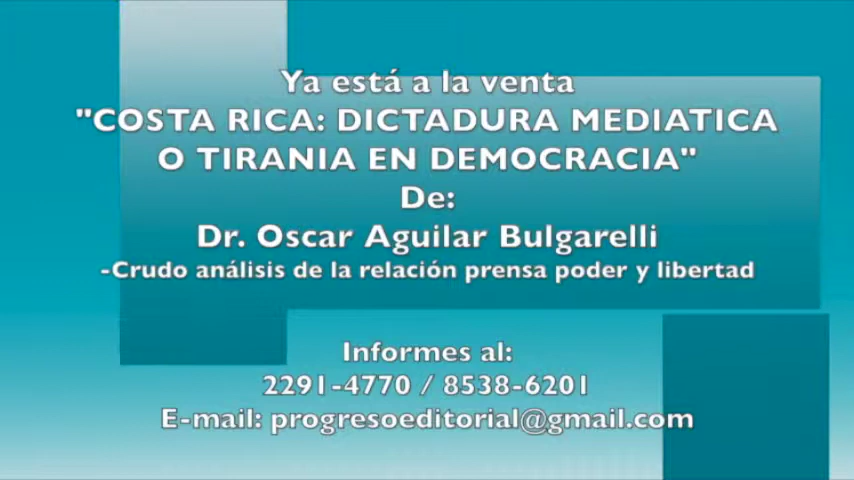 Ya está a la venta
"COSTA RICA: DICTADURA MEDIATICA
O TIRANIA EN DEMOCRACIA"
De:
Dr. Oscar Aguilar Bulgarelli
-Crudo análisis de la relación prensa poder y libertad
Informes al:
2291-4770 / 8538-6201
E-mail: progresoeditorial@gmail.com